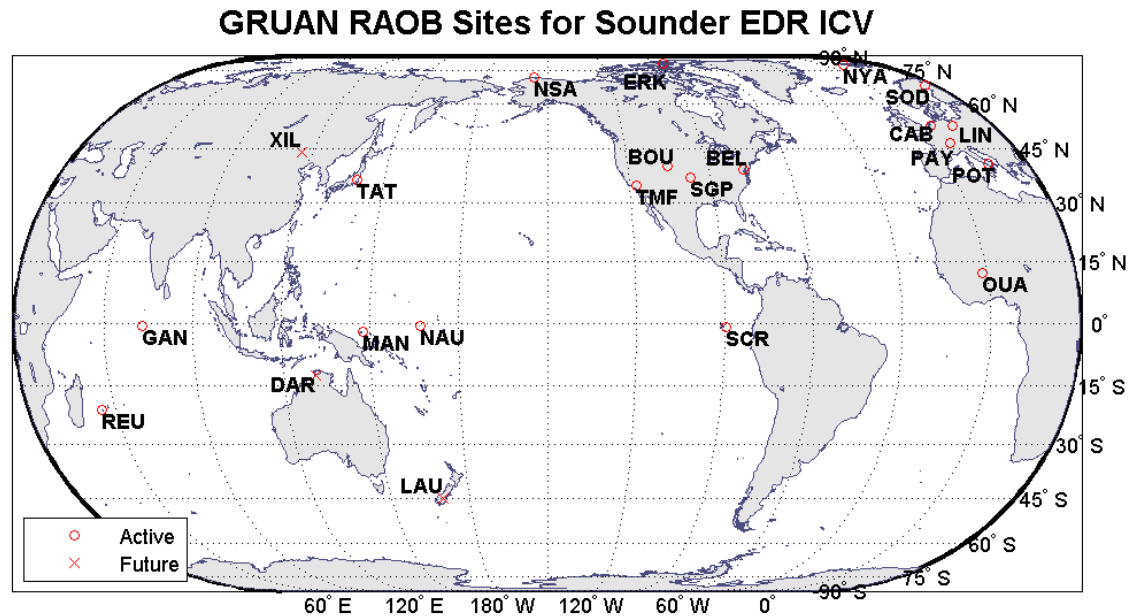 GRUAN RAOB Sites for Sounder EDR ICV
90° N
75° N
NYA
ERK
NSA
SOD
60° N
CAB
LIN
XIL
45° N
BOU
BEL
PAY
POT
TAT
TMF
SGP
30° N
15° N
OUA
GAN
MAN
NAU
SCR
0°
DAR
15° S
REU
30° S
LAU
45° S
Active
60° S
Future
75° S
-90° S
60° E
120° E
180° W
120° W
60° W
0°